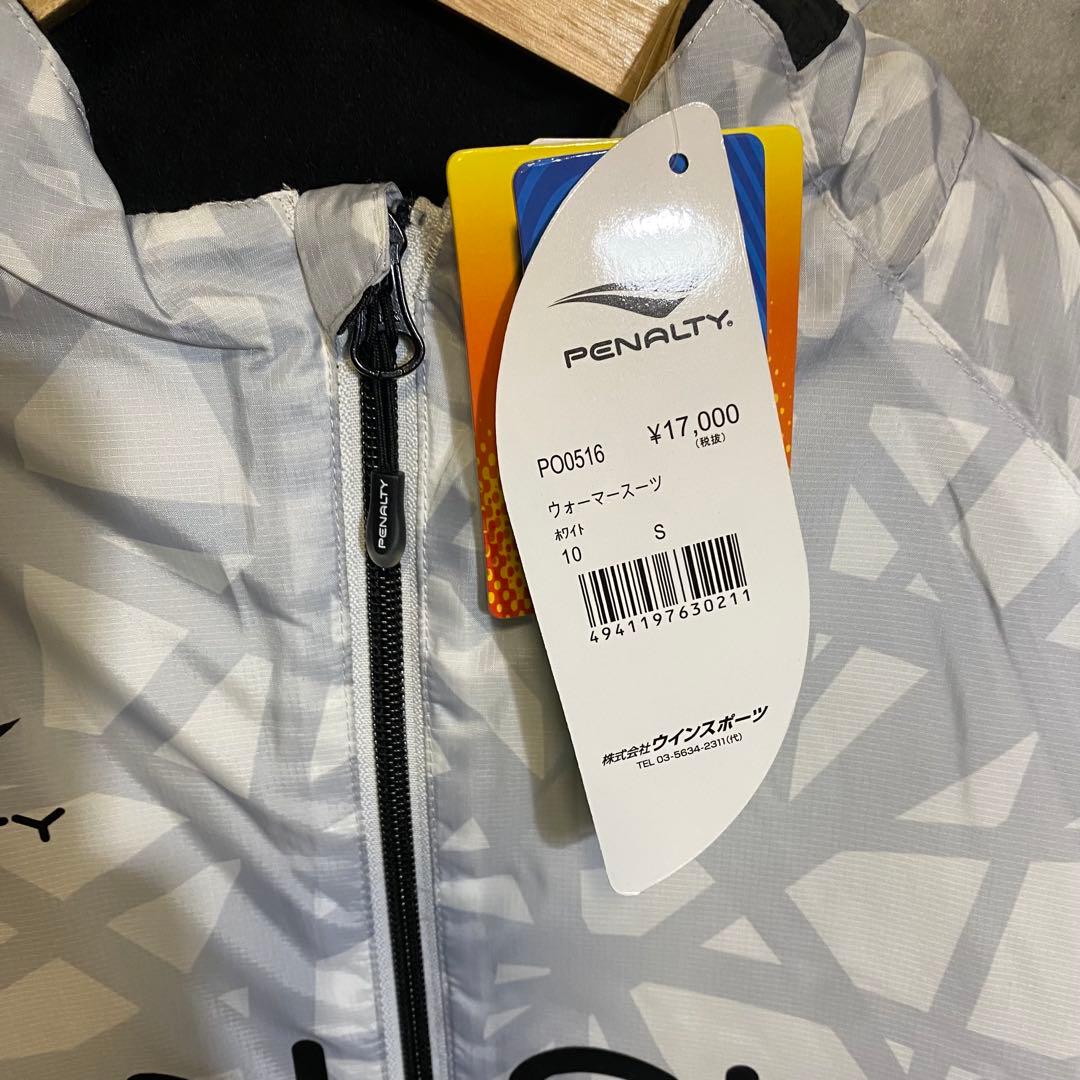 PENALTY®
PO0516 ¥17,000
(税抜)
ウォーマースーツ
ホワイト
10 S
4941197630211
株式会社ウインスポーツ
TEL 03-5634-2311(代)
PENALTY
TY